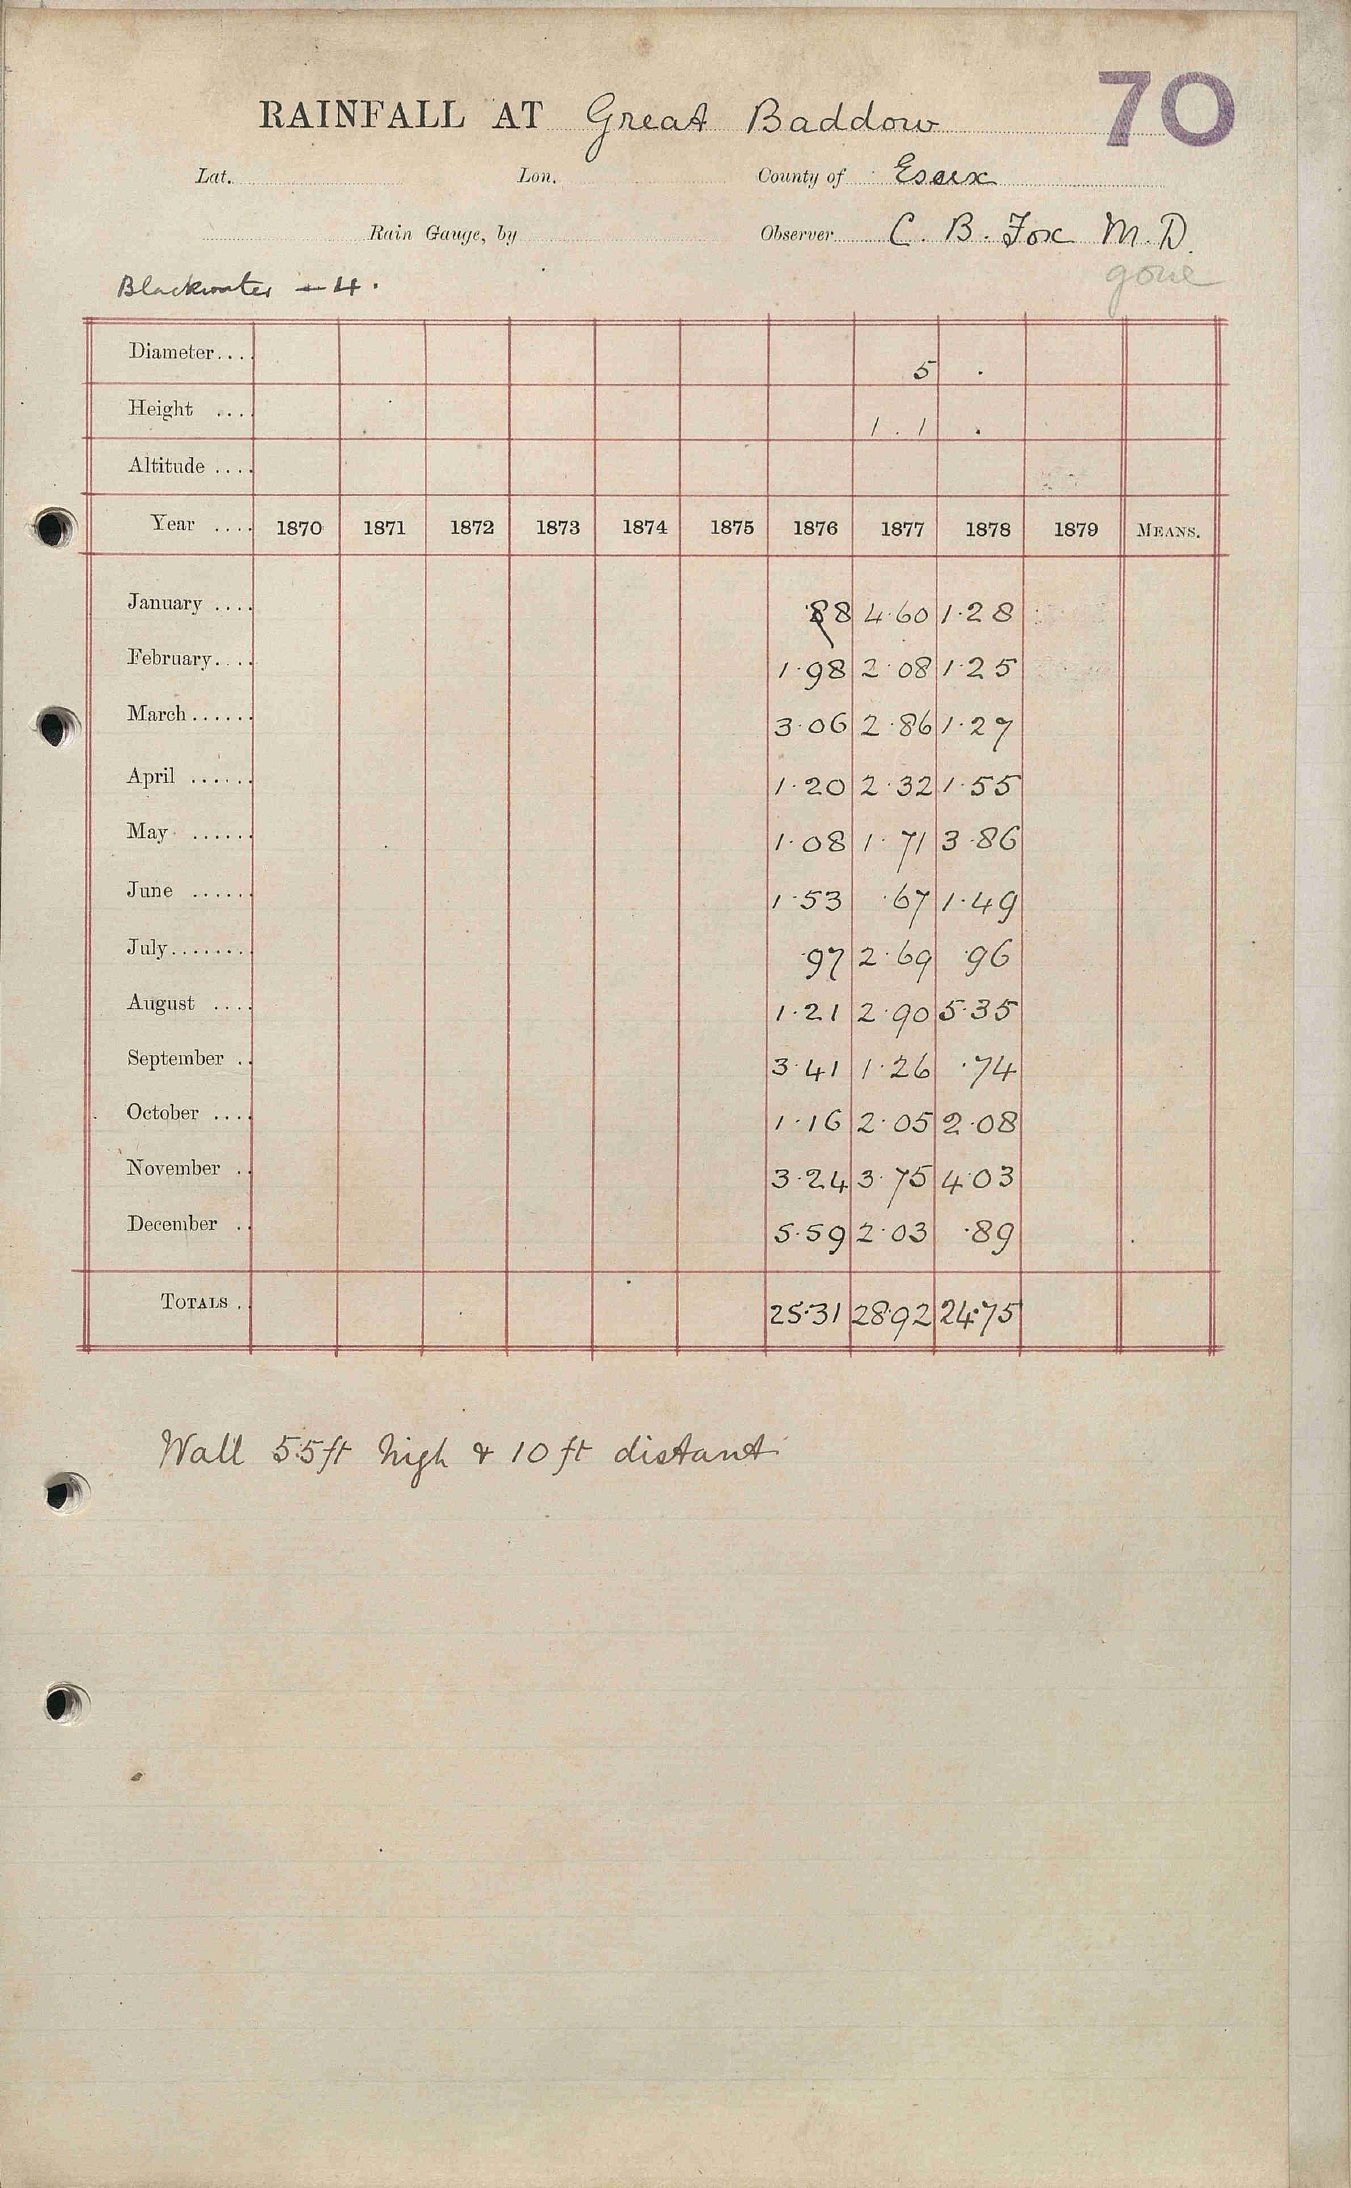 70
RAINFALL AT Great Baddow
Lat. Lon. County of Essex
Rain Gauge, by Observer C. B. Fox M.D.
gone
Blackwater - 4.
Diameter.... 5 .
Height .... 1 . 1 .
Altitude ....
Year .... 1870 1871 1872 1873 1874 1875 1876 1877 1878 1879 MEANS.
January .... ·88 4·60 1·28
February.... 1·98 2·08 1·25
March...... 3·06 2·86 1·27
April ...... 1·20 2·32 1·55
May ...... 1·08 1·71 3·86
June ...... 1·53 ·67 1·49
July........ ·97 2·69 ·96
August .... 1·21 2·90 5·35
September .. 3·41 1·26 ·74
October .... 1·16 2·05 2·08
November .. 3·24 3·75 4·03
December .. 5·59 2·03 ·89
TOTALS .. 25·31 28·92 24·75
Wall 5.5ft high & 10 ft distant